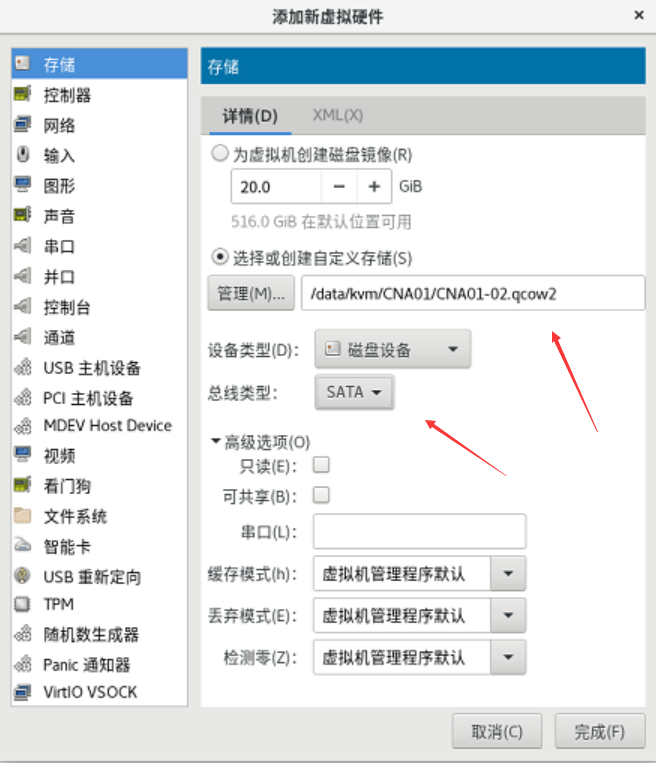 添加新虚拟硬件
存储
控制器
网络
输入
图形
声音
串口
并口
控制台
通道
USB 主机设备
PCI 主机设备
MDEV Host Device
视频
看门狗
文件系统
智能卡
USB 重新定向
TPM
随机数生成器
Panic 通知器
VirtIO VSOCK
存储
详情(D) XML(X)
为虚拟机创建磁盘镜像(R)
20.0 − + GiB
516.0 GiB 在默认位置可用
选择或创建自定义存储(S)
管理(M)... /data/kvm/CNA01/CNA01-02.qcow2
设备类型(D): 磁盘设备
总线类型: SATA
高级选项(O)
只读(E):
可共享(B):
串口(L):
缓存模式(h): 虚拟机管理程序默认
丢弃模式(E): 虚拟机管理程序默认
检测零(Z): 虚拟机管理程序默认
取消(C) 完成(F)